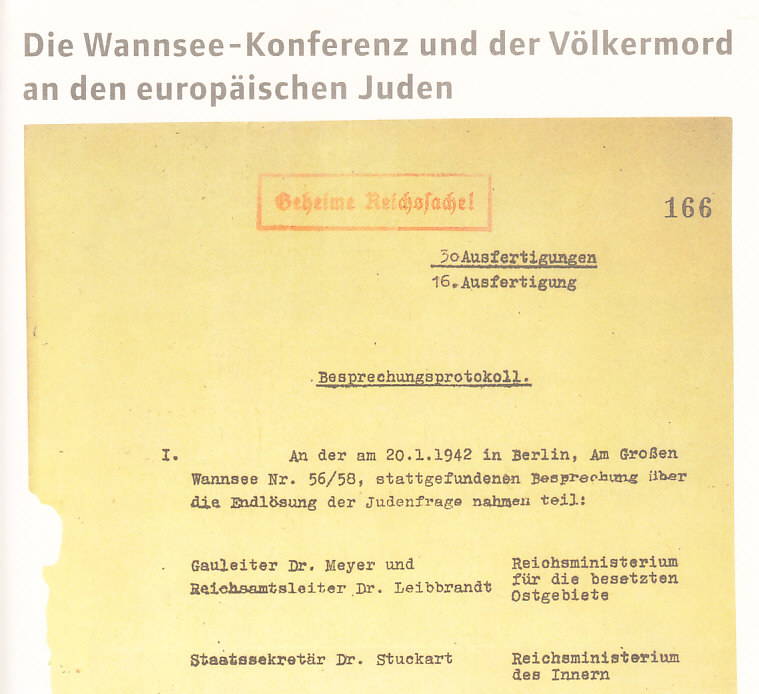 Die Wannsee-Konferenz und der Völkermord
an den europäischen Juden
Geheime Reichssache!
166
30 Ausfertigungen
16. Ausfertigung
Besprechungsprotokoll.
I. An der am 20.1.1942 in Berlin, Am Großen
Wannsee Nr. 56/58, stattgefundenen Besprechung über
die Endlösung der Judenfrage nahmen teil:
Gauleiter Dr. Meyer und Reichsministerium
Reichsamtsleiter Dr. Leibbrandt für die besetzten
Ostgebiete
Staatssekretär Dr. Stuckart Reichsministerium
des Innern